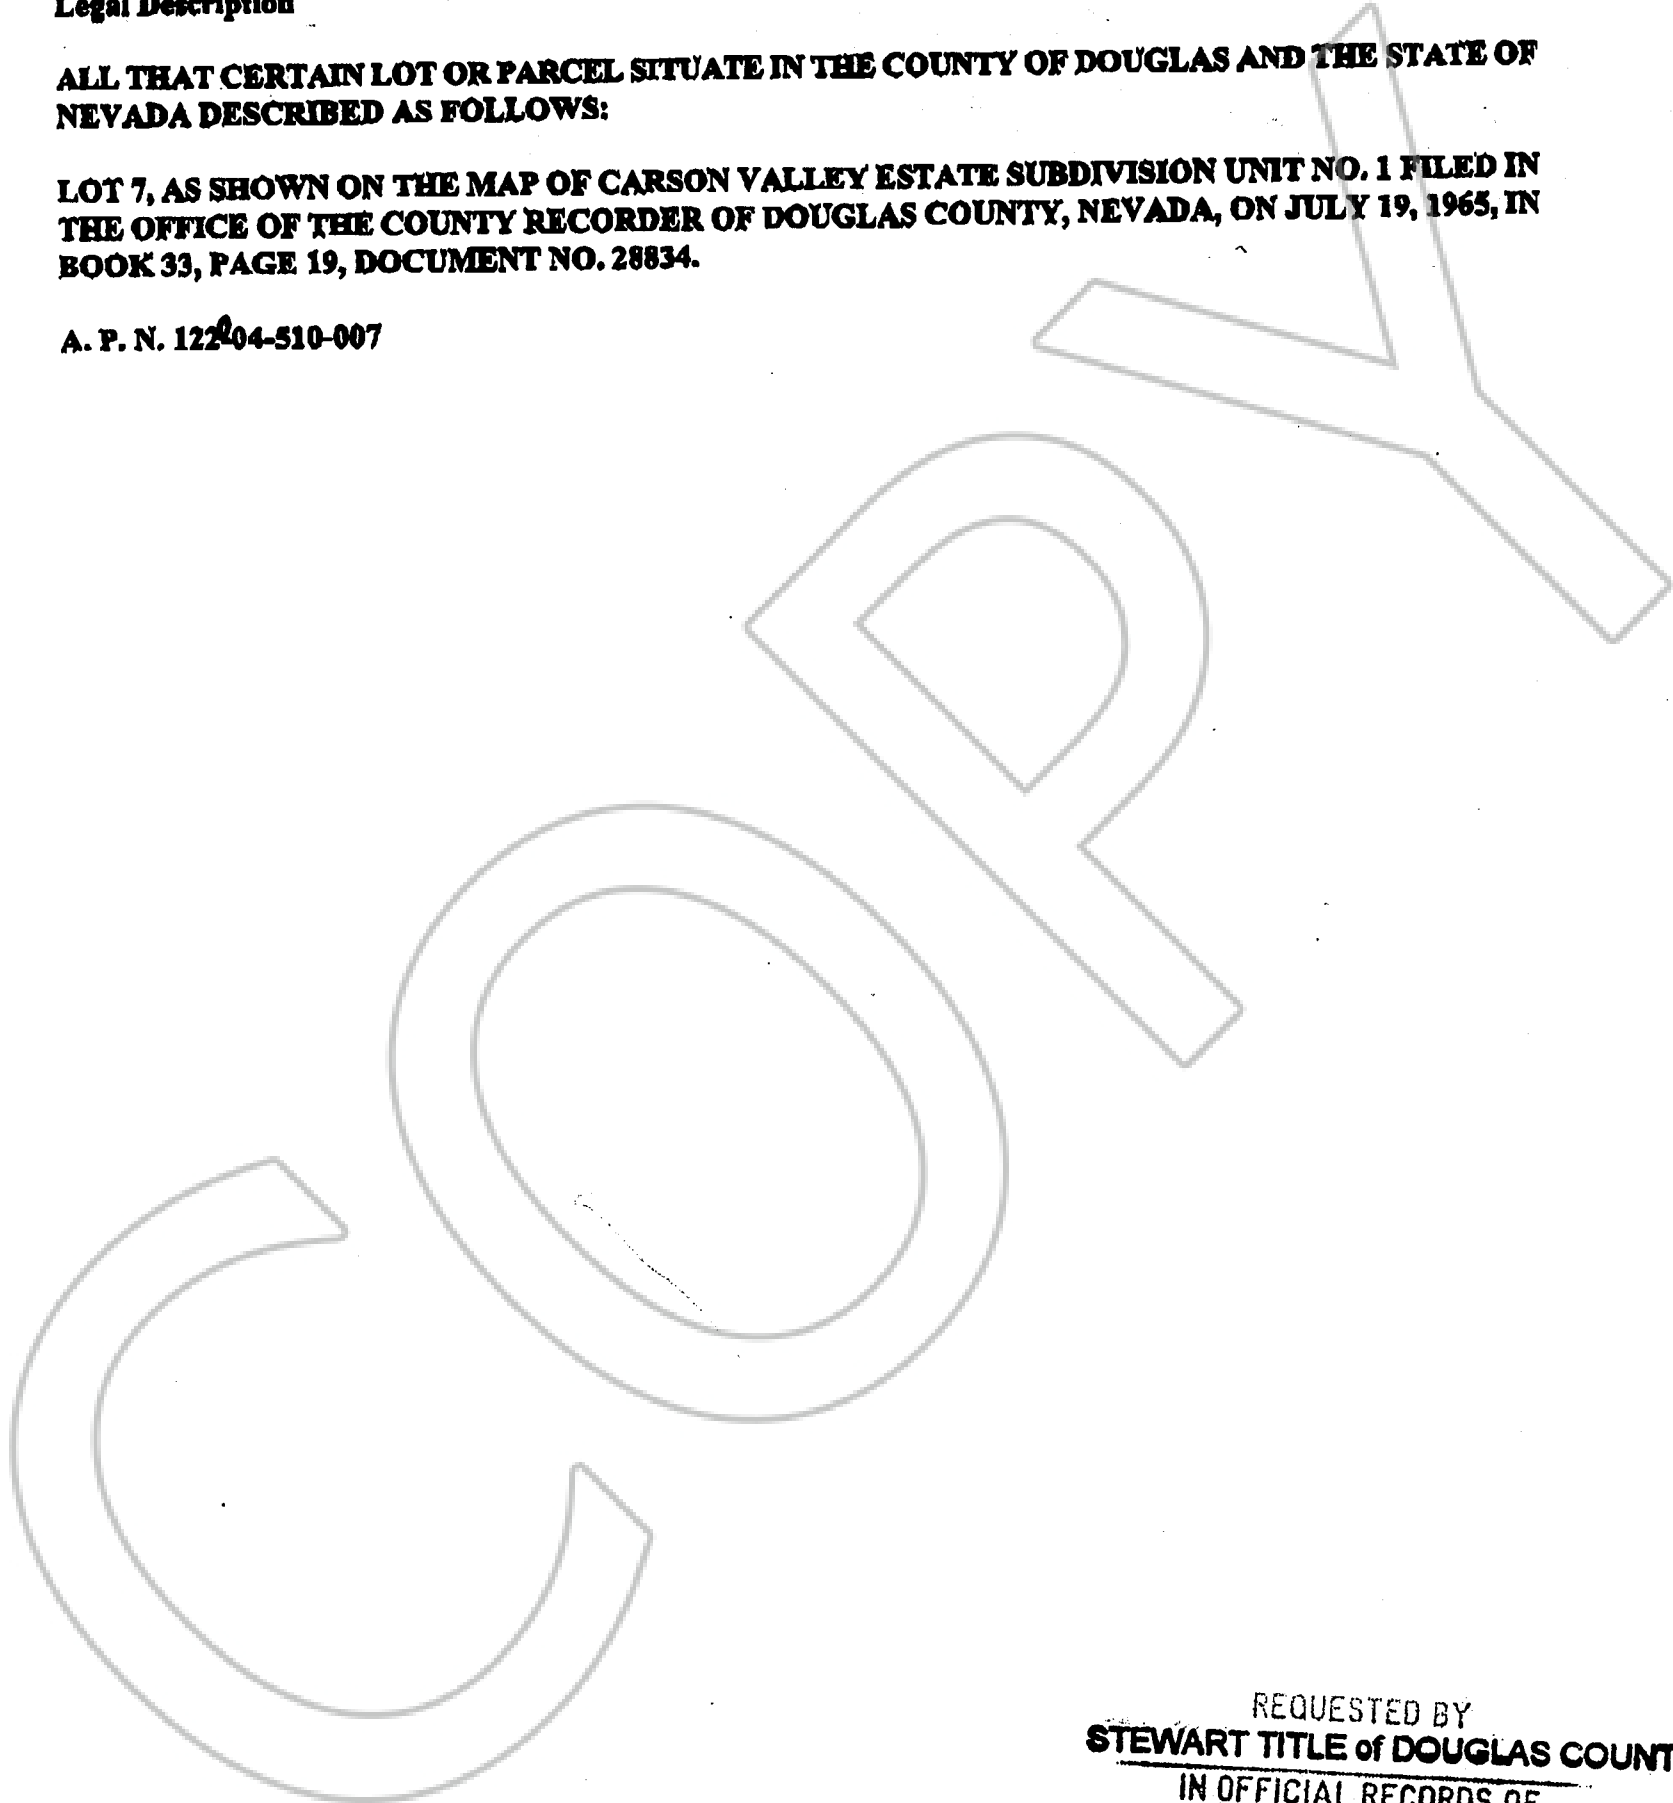 Legal Description
ALL THAT CERTAIN LOT OR PARCEL SITUATE IN THE COUNTY OF DOUGLAS AND THE STATE OF
NEVADA DESCRIBED AS FOLLOWS:
LOT 7, AS SHOWN ON THE MAP OF CARSON VALLEY ESTATE SUBDIVISION UNIT NO. 1 FILED IN
THE OFFICE OF THE COUNTY RECORDER OF DOUGLAS COUNTY, NEVADA, ON JULY 19, 1965, IN
BOOK 33, PAGE 19, DOCUMENT NO. 28834.
A. P. N. 122004-510-007
COPY
REQUESTED BY
STEWART TITLE of DOUGLAS COUNT
IN OFFICIAL RECORDS OF